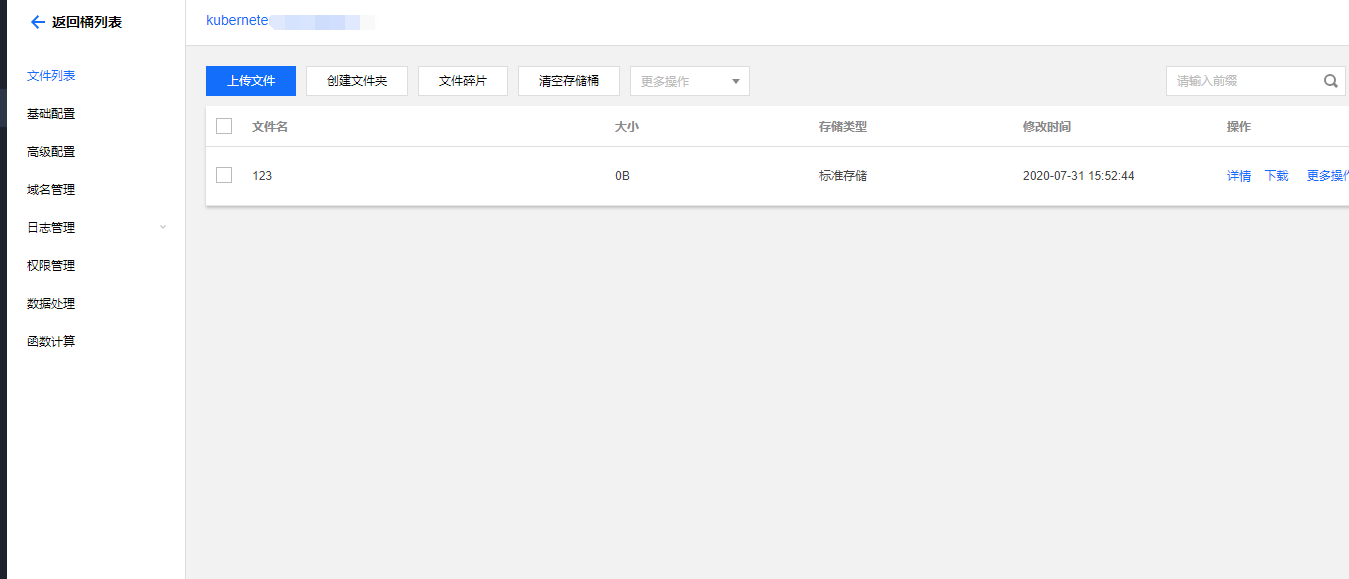 返回桶列表
文件列表
基础配置
高级配置
域名管理
日志管理
权限管理
数据处理
函数计算
kubernete
上传文件 创建文件夹 文件碎片 清空存储桶 更多操作 请输入前缀
文件名 大小 存储类型 修改时间 操作
123 0B 标准存储 2020-07-31 15:52:44 详情 下载 更多操作